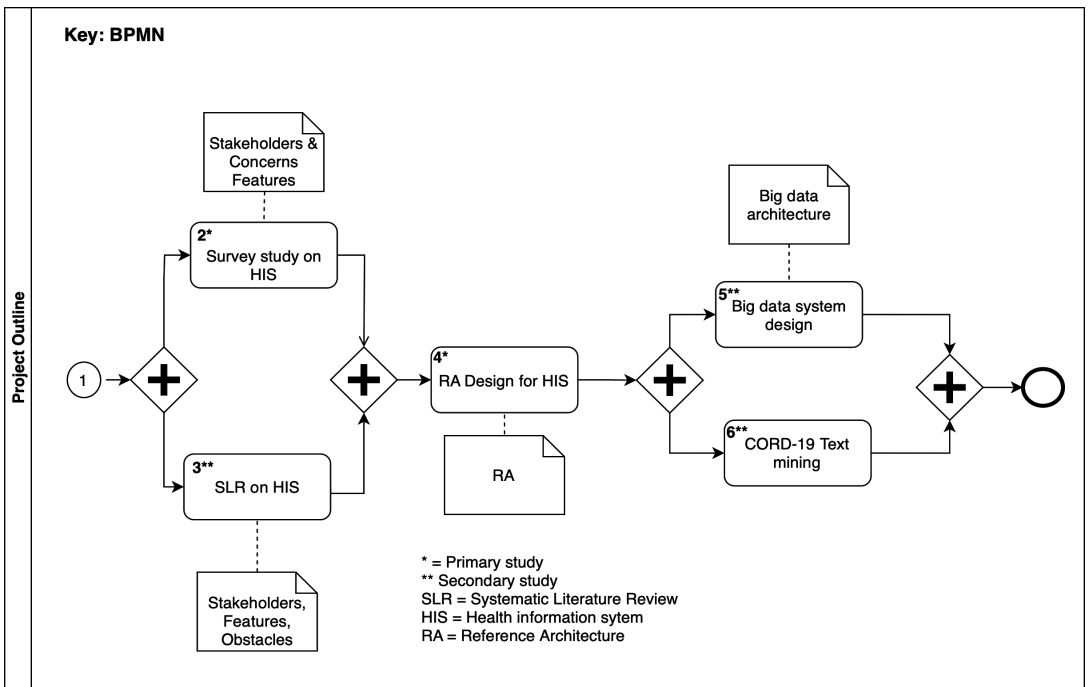 Key: BPMN
Project Outline
Stakeholders &
Concerns
Features
2*
Survey study on
HIS
1
3**
SLR on HIS
Stakeholders,
Features,
Obstacles
4*
RA Design for HIS
RA
Big data
architecture
5**
Big data system
design
6**
CORD-19 Text
mining
* = Primary study
** Secondary study
SLR = Systematic Literature Review
HIS = Health information sytem
RA = Reference Architecture